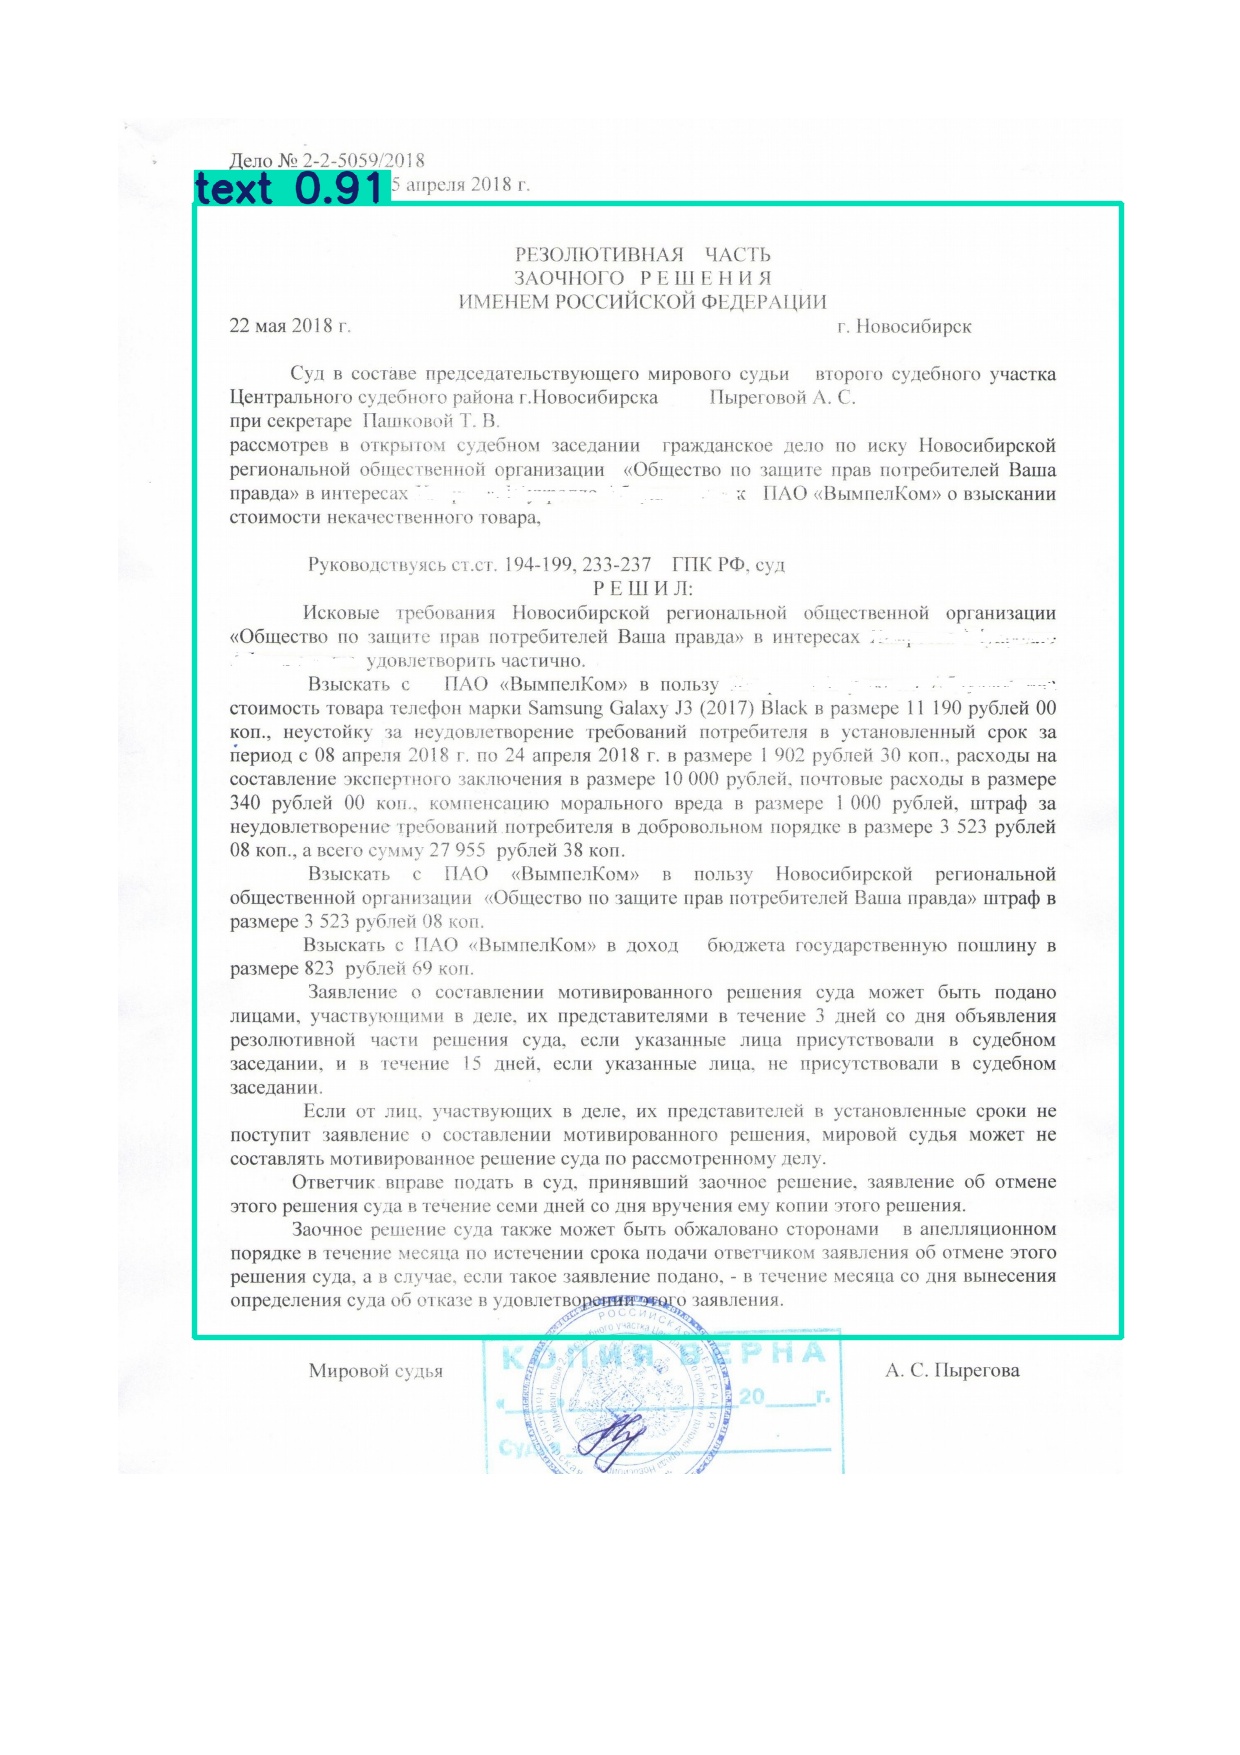 Дело № 2-2-5059/2018
text 0.91 5 апреля 2018 г.
РЕЗОЛЮТИВНАЯ ЧАСТЬ
ЗАОЧНОГО Р Е Ш Е Н И Я
ИМЕНЕМ РОССИЙСКОЙ ФЕДЕРАЦИИ
22 мая 2018 г. г. Новосибирск
Суд в составе председательствующего мирового судьи второго судебного участка
Центрального судебного района г.Новосибирска Пыреговой А. С.
при секретаре Пашковой Т. В.
рассмотрев в открытом судебном заседании гражданское дело по иску Новосибирской
региональной общественной организации «Общество по защите прав потребителей Ваша
правда» в интересах к ПАО «ВымпелКом» о взыскании
стоимости некачественного товара,
Руководствуясь ст.ст. 194-199, 233-237 ГПК РФ, суд
Р Е Ш И Л:
Исковые требования Новосибирской региональной общественной организации
«Общество по защите прав потребителей Ваша правда» в интересах
удовлетворить частично.
Взыскать с ПАО «ВымпелКом» в пользу
стоимость товара телефон марки Samsung Galaxy J3 (2017) Black в размере 11 190 рублей 00
коп., неустойку за неудовлетворение требований потребителя в установленный срок за
период с 08 апреля 2018 г. по 24 апреля 2018 г. в размере 1 902 рублей 30 коп., расходы на
составление экспертного заключения в размере 10 000 рублей, почтовые расходы в размере
340 рублей 00 коп., компенсацию морального вреда в размере 1 000 рублей, штраф за
неудовлетворение требований потребителя в добровольном порядке в размере 3 523 рублей
08 коп., а всего сумму 27 955 рублей 38 коп.
Взыскать с ПАО «ВымпелКом» в пользу Новосибирской региональной
общественной организации «Общество по защите прав потребителей Ваша правда» штраф в
размере 3 523 рублей 08 коп.
Взыскать с ПАО «ВымпелКом» в доход бюджета государственную пошлину в
размере 823 рублей 69 коп.
Заявление о составлении мотивированного решения суда может быть подано
лицами, участвующими в деле, их представителями в течение 3 дней со дня объявления
резолютивной части решения суда, если указанные лица присутствовали в судебном
заседании, и в течение 15 дней, если указанные лица, не присутствовали в судебном
заседании.
Если от лиц, участвующих в деле, их представителей в установленные сроки не
поступит заявление о составлении мотивированного решения, мировой судья может не
составлять мотивированное решение суда по рассмотренному делу.
Ответчик вправе подать в суд, принявший заочное решение, заявление об отмене
этого решения суда в течение семи дней со дня вручения ему копии этого решения.
Заочное решение суда также может быть обжаловано сторонами в апелляционном
порядке в течение месяца по истечении срока подачи ответчиком заявления об отмене этого
решения суда, а в случае, если такое заявление подано, - в течение месяца со дня вынесения
определения суда об отказе в удовлетворении этого заявления.
КОПИЯ ВЕРНА
Мировой судья А. С. Пырегова
20 г.